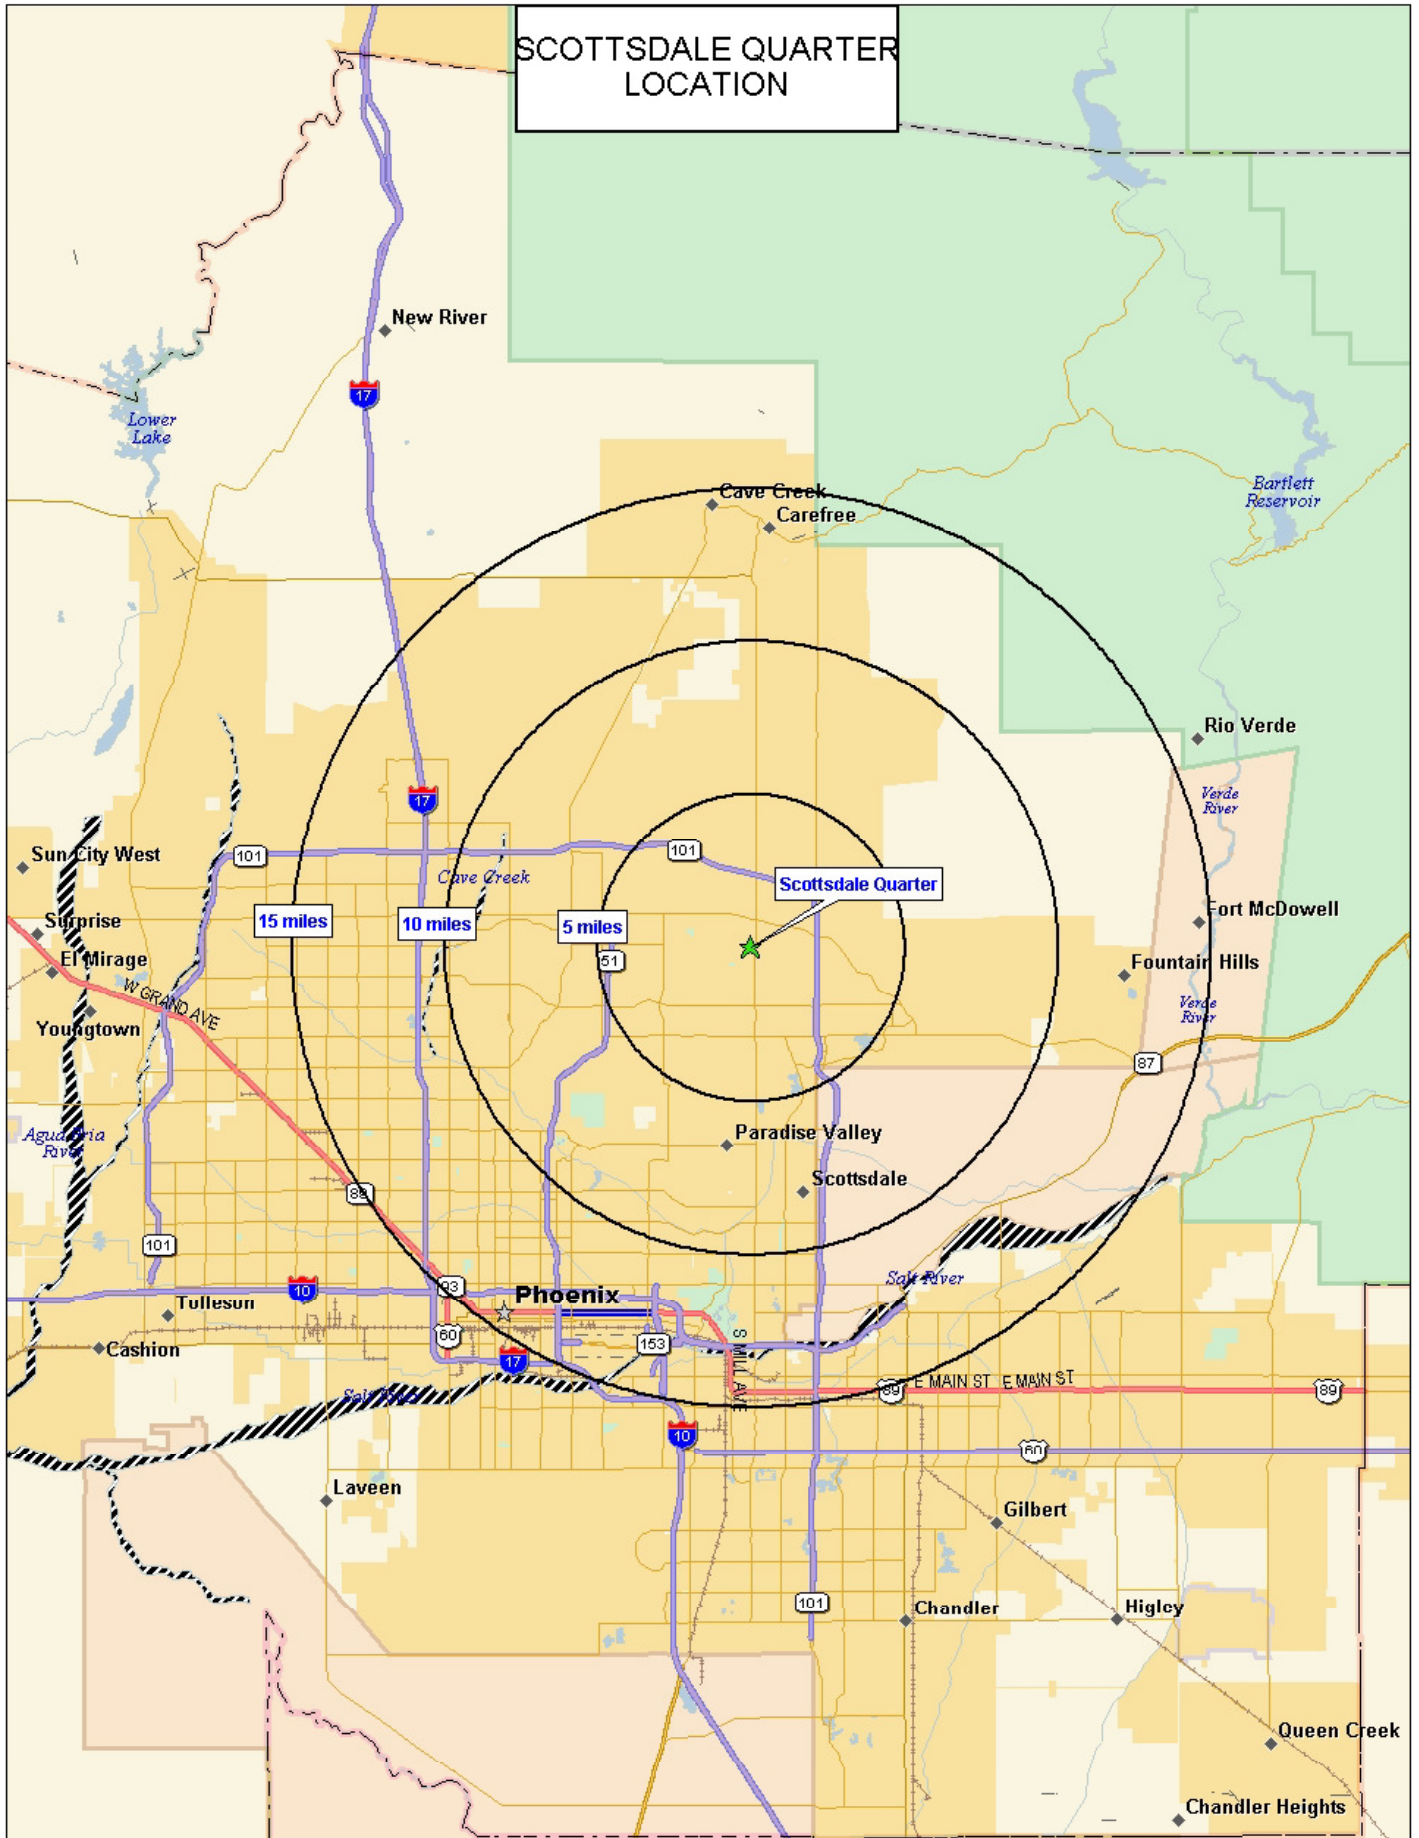 SCOTTSDALE QUARTER
LOCATION
New River
17
Lower
Lake
Cave Creek
Carefree
Bartlett
Reservoir
Rio Verde
Verde
River
17
Sun City West
101
101
Cave Creek
Scottsdale Quarter
15 miles
10 miles
5 miles
Surprise
Fort McDowell
El Mirage
51
Fountain Hills
W GRAND AVE
Youngtown
Verde
River
87
Agua Fria
River
Paradise Valley
Scottsdale
89
101
10
93
Phoenix
Salt River
Tolleson
60
153
Cashion
17
S MILL AVE
Salt River
89
E MAIN ST
E MAIN ST
89
10
60
Laveen
Gilbert
101
Chandler
Higley
Queen Creek
Chandler Heights